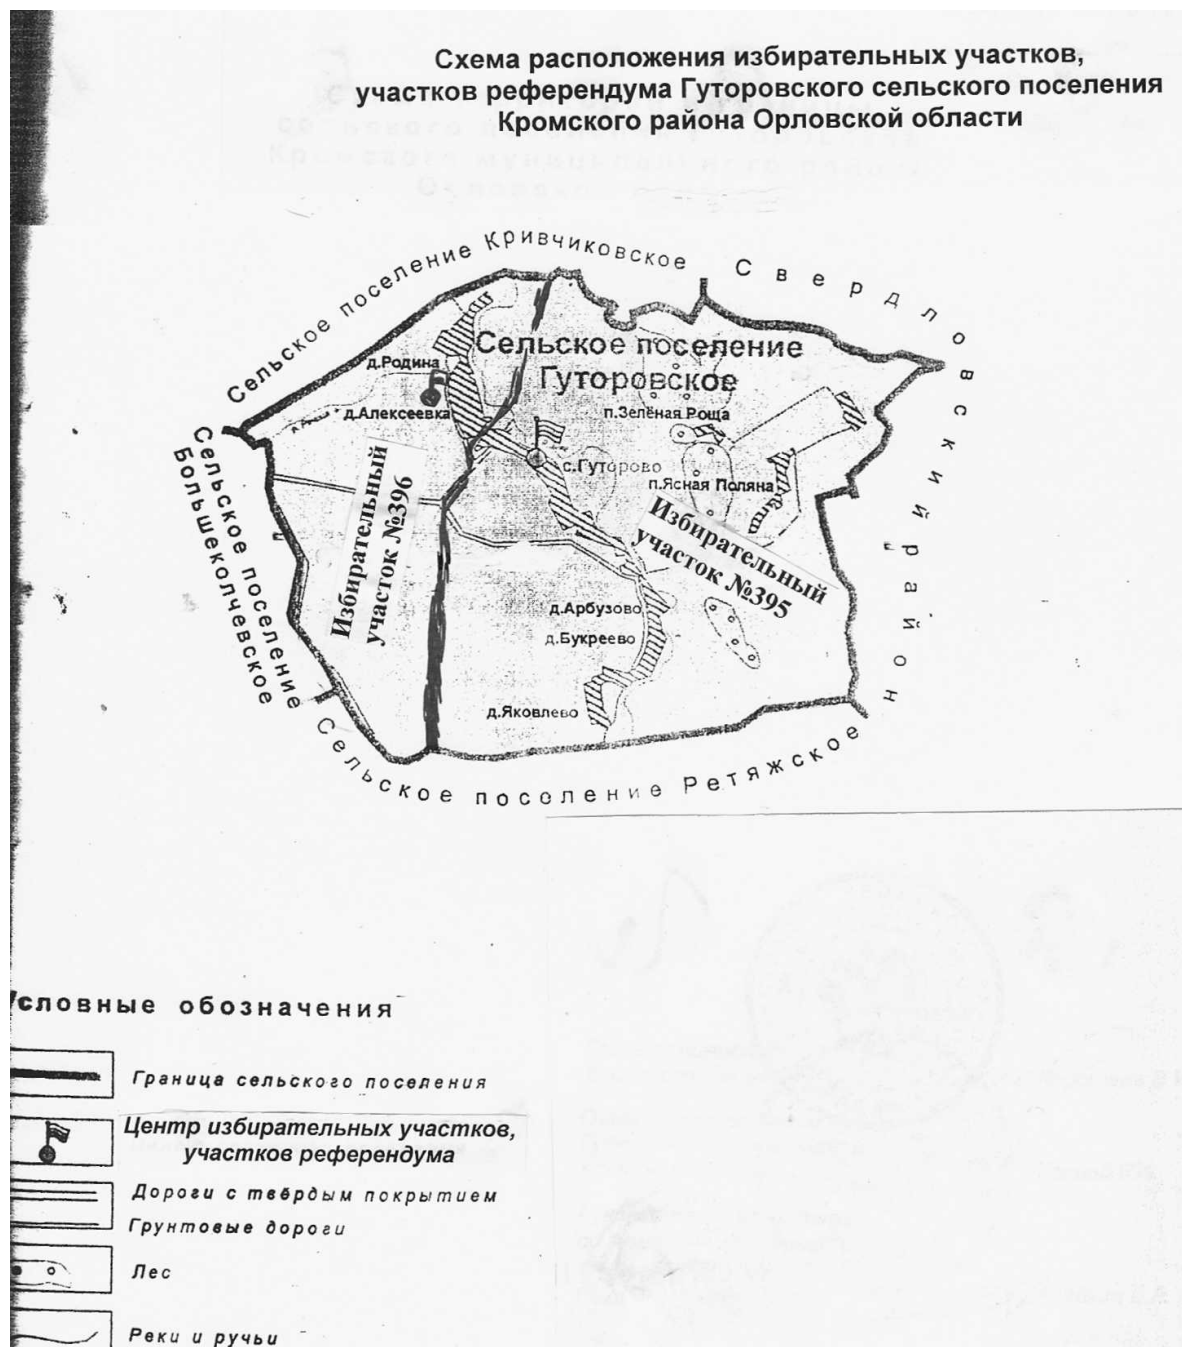 Схема расположения избирательных участков,
участков референдума Гуторовского сельского поселения
Кромского района Орловской области
Сельское поселение Кривчиковское
Свердловский район
Сельское поселение
Гуторовское
д.Родина
д.Алексеевка
п.Зелёная Роща
с.Гуторово
п.Ясная Поляна
Избирательный
участок №396
Избирательный
участок №395
Сельское поселение
Большеколчевское
д.Арбузово
д.Букреево
д.Яковлево
Сельское поселение Ретяжское
Условные обозначения
Граница сельского поселения
Центр избирательных участков,
участков референдума
Дороги с твёрдым покрытием
Грунтовые дороги
Лес
Реки и ручьи